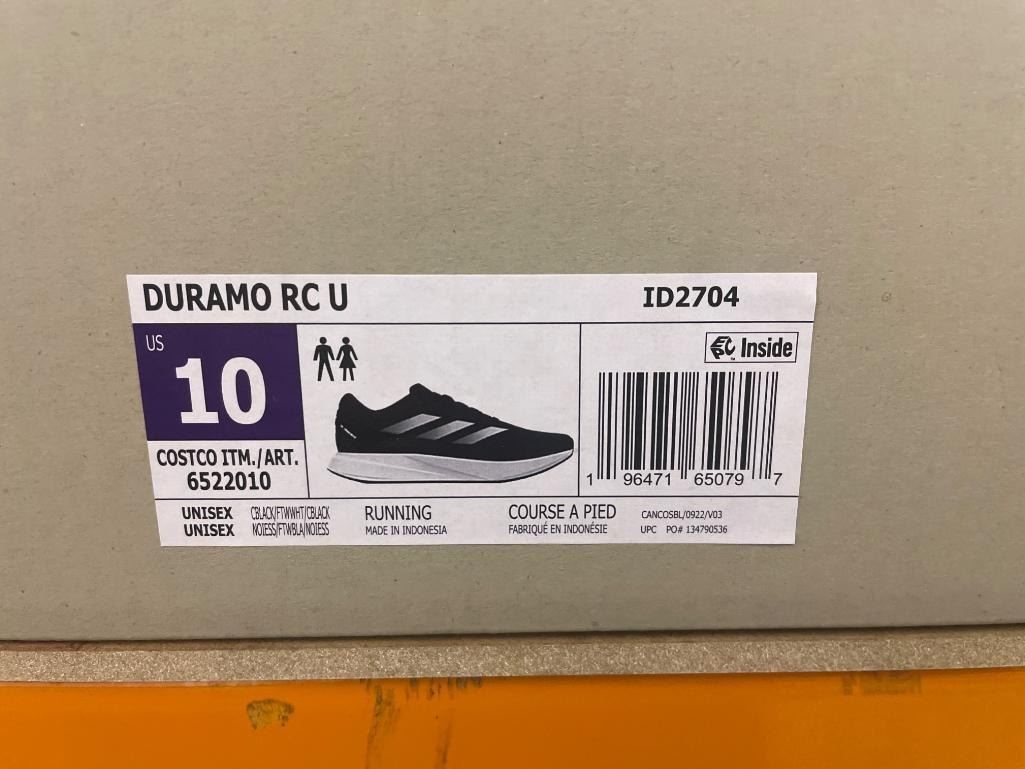 DURAMO RC U
ID2704
US
10
Inside
COSTCO ITM./ART.
6522010
1 96471 65079 7
UNISEX CBLACK/FTWWHT/CBLACK
UNISEX NOIESS/FTWBLA/NOIESS
RUNNING
MADE IN INDONESIA
COURSE A PIED
FABRIQUÉ EN INDONÉSIE
CANCOSBL/0922/V03
UPC PO# 134790536